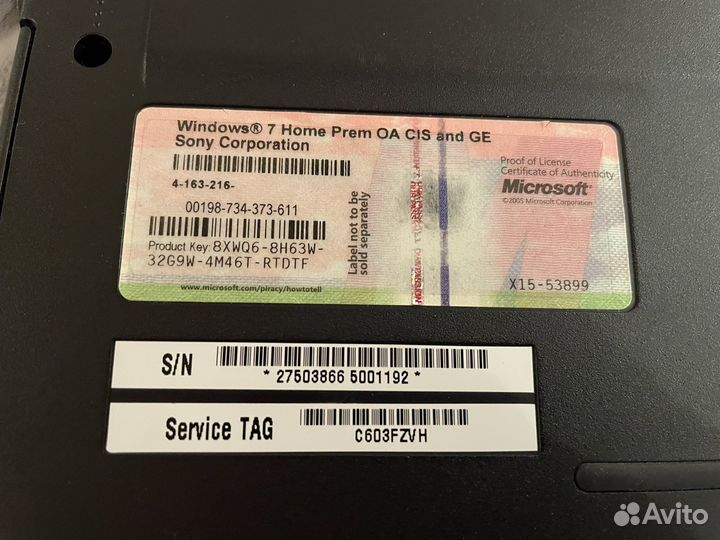 Windows® 7 Home Prem OA CIS and GE
Sony Corporation
4-163-216-
00198-734-373-611
Product Key: 8XWQ6-8H63W-
32G9W-4M46T-RTDTF
www.microsoft.com/piracy/howtotell
Label not to be
sold separately
Proof of License
Certificate of Authenticity
Microsoft®
©2005 Microsoft Corporation
X15-53899
S/N
* 27503866 5001192 *
Service TAG
C603FZVH
Avito